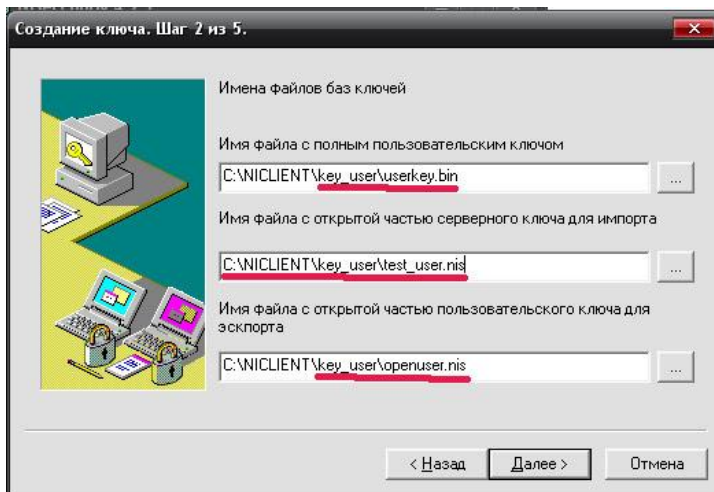 Создание ключа. Шаг 2 из 5.
Имена файлов баз ключей
Имя файла с полным пользовательским ключом
C:\NICLIENT\key_user\userkey.bin
...
Имя файла с открытой частью серверного ключа для импорта
C:\NICLIENT\key_user\test_user.nis
...
Имя файла с открытой частью пользовательского ключа для
эскпорта
C:\NICLIENT\key_user\openuser.nis
...
< Назад
Далее >
Отмена